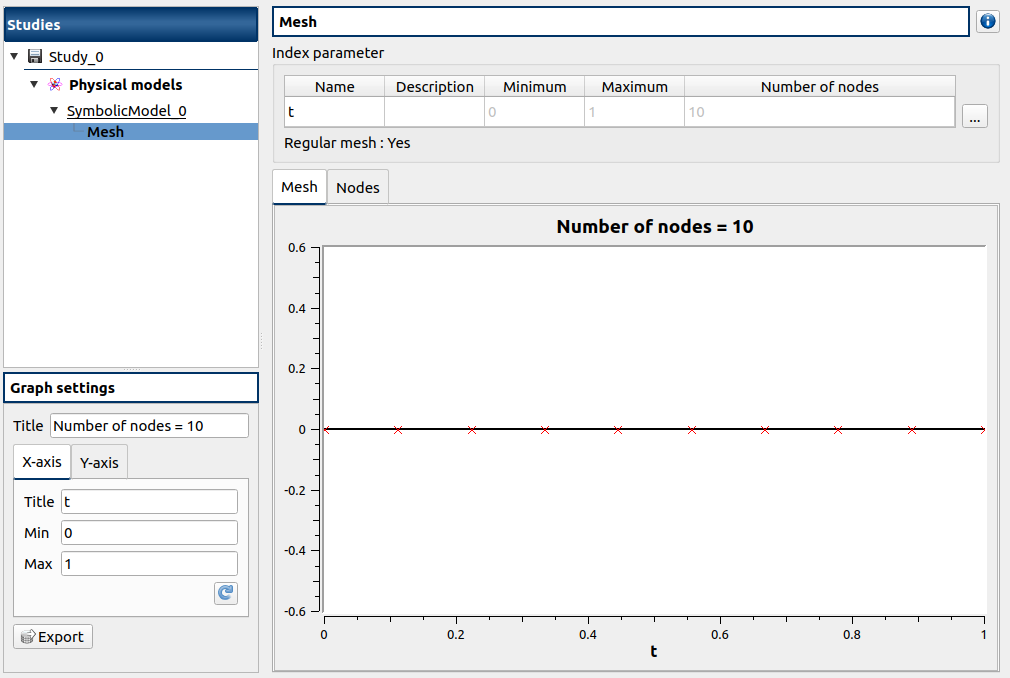 Studies
Study_0
Physical models
SymbolicModel_0
Mesh
Graph settings
Title Number of nodes = 10
X-axis Y-axis
Title t
Min 0
Max 1
Export
Mesh
Index parameter
Name Description Minimum Maximum Number of nodes
t 0 1 10
...
Regular mesh : Yes
Mesh Nodes
Number of nodes = 10
0.6
0.4
0.2
0
-0.2
-0.4
-0.6
0 0.2 0.4 0.6 0.8 1
t